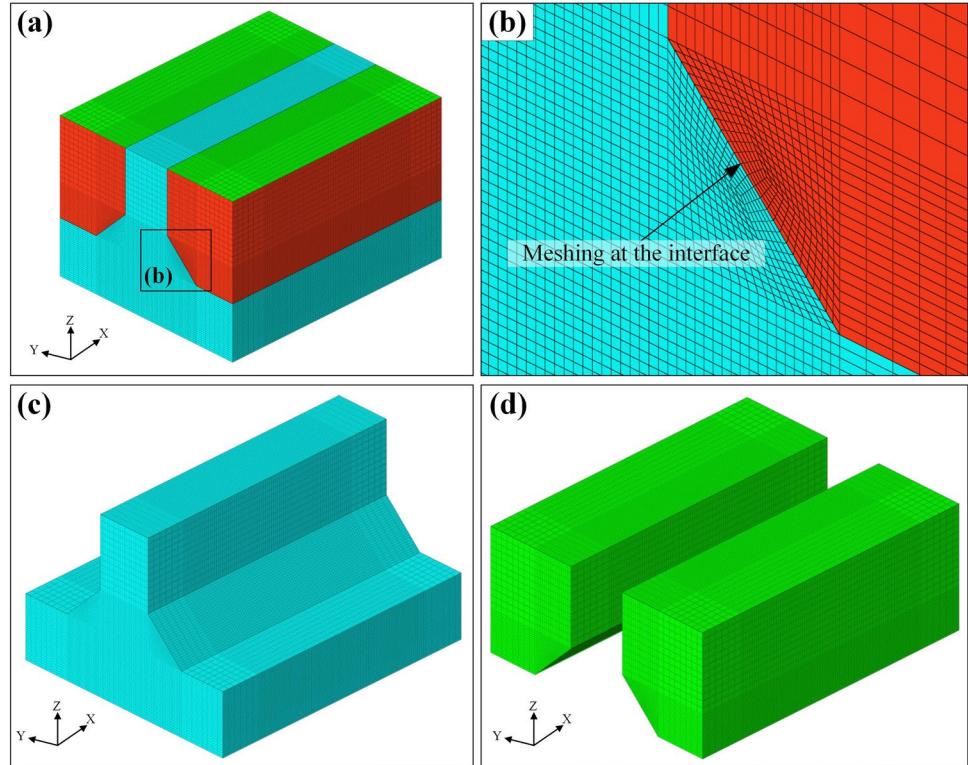 (a)
(b)
Z
X
Y
(b)
Meshing at the interface
(c)
Z
X
Y
(d)
Z
X
Y